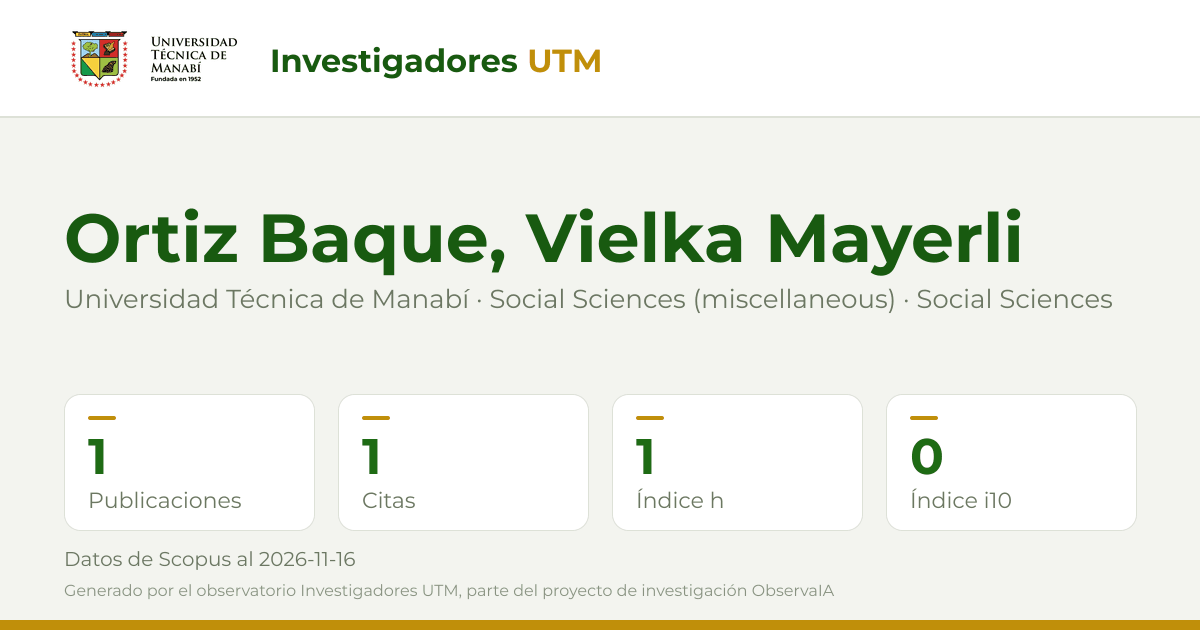 UNIVERSIDAD
TÉCNICA DE
MANABÍ
Fundada en 1952
Investigadores UTM
Ortiz Baque, Vielka Mayerli
Universidad Técnica de Manabí · Social Sciences (miscellaneous) · Social Sciences
1
Publicaciones
1
Citas
1
Índice h
0
Índice i10
Datos de Scopus al 2026-11-16
Generado por el observatorio Investigadores UTM, parte del proyecto de investigación ObservaIA